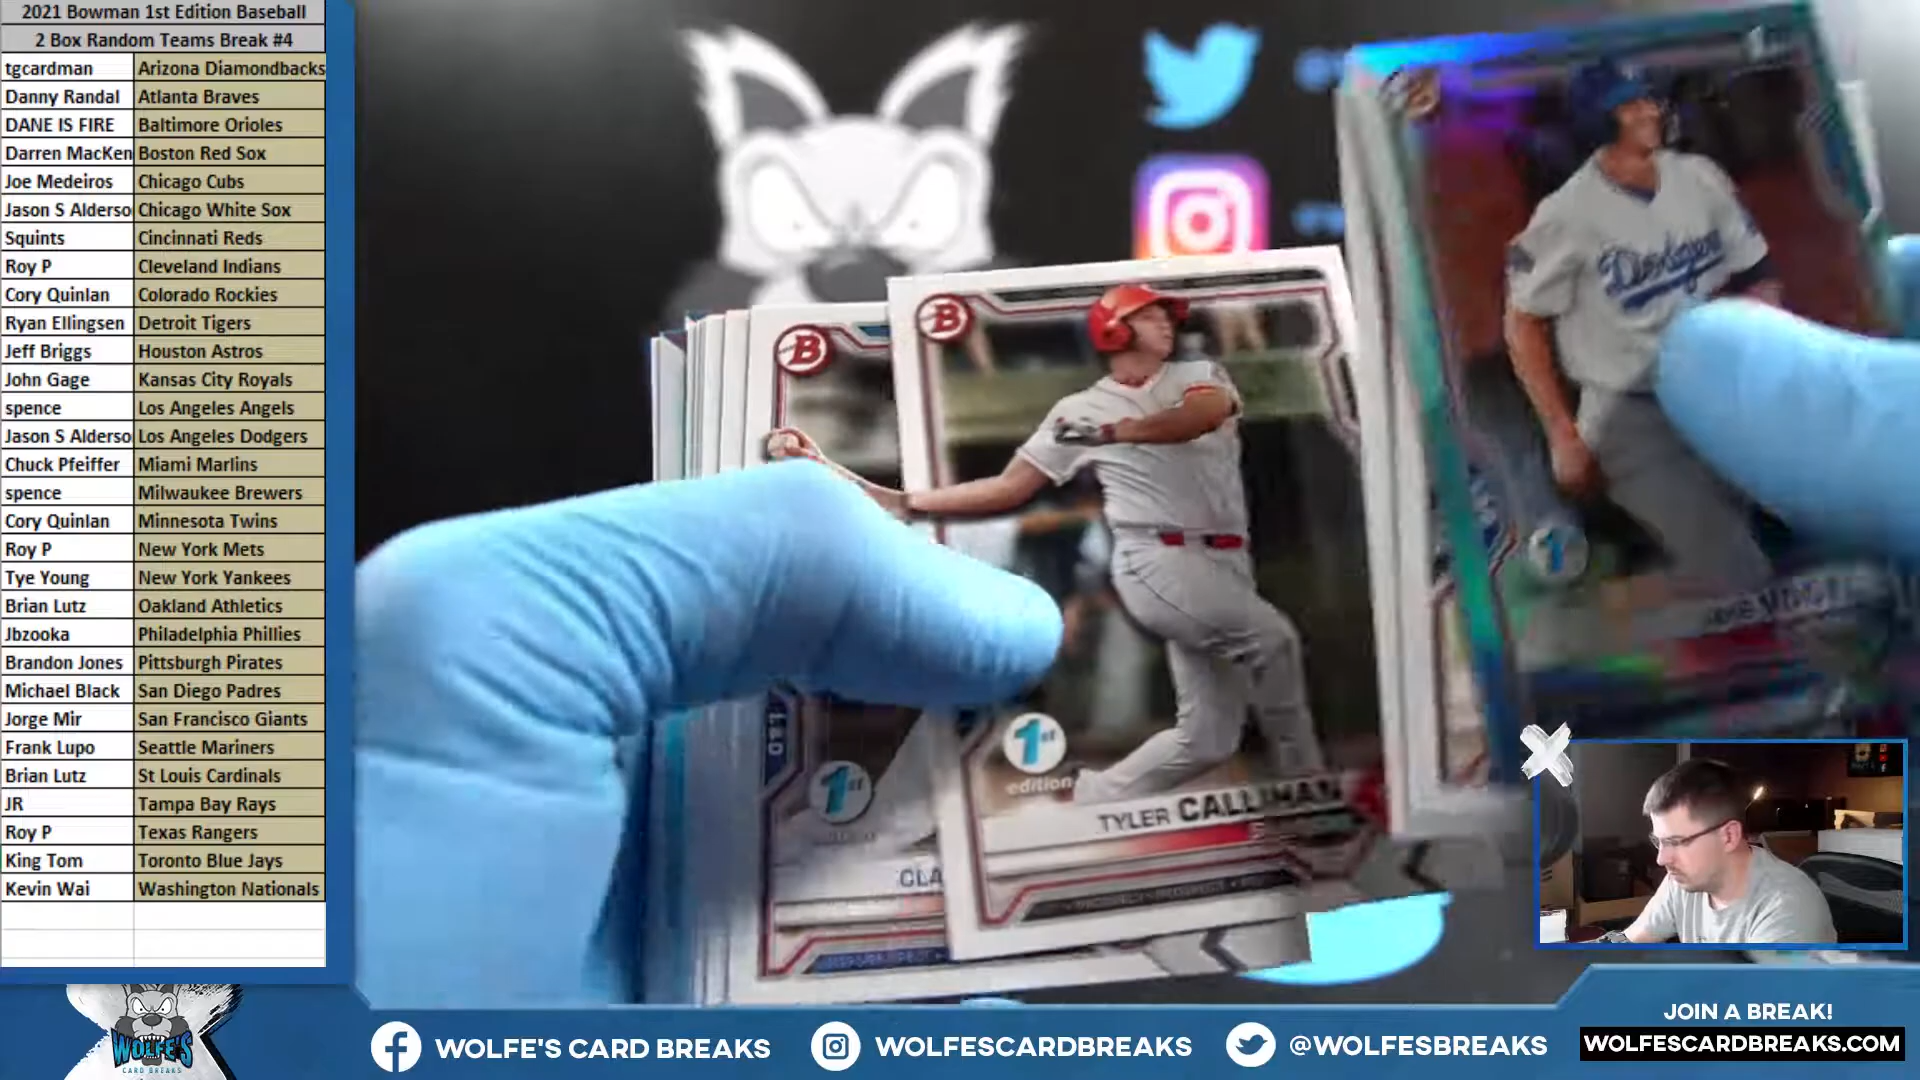 2021 Bowman 1st Edition Baseball
2 Box Random Teams Break #4
tgcardman Arizona Diamondbacks
Danny Randal Atlanta Braves
DANE IS FIRE Baltimore Orioles
Darren MacKen Boston Red Sox
Joe Medeiros Chicago Cubs
Jason S Alderso Chicago White Sox
Squints Cincinnati Reds
Roy P Cleveland Indians
Cory Quinlan Colorado Rockies
Ryan Ellingsen Detroit Tigers
Jeff Briggs Houston Astros
John Gage Kansas City Royals
spence Los Angeles Angels
Jason S Alderso Los Angeles Dodgers
Chuck Pfeiffer Miami Marlins
spence Milwaukee Brewers
Cory Quinlan Minnesota Twins
Roy P New York Mets
Tye Young New York Yankees
Brian Lutz Oakland Athletics
Jbzooka Philadelphia Phillies
Brandon Jones Pittsburgh Pirates
Michael Black San Diego Padres
Jorge Mir San Francisco Giants
Frank Lupo Seattle Mariners
Brian Lutz St Louis Cardinals
JR Tampa Bay Rays
Roy P Texas Rangers
King Tom Toronto Blue Jays
Kevin Wai Washington Nationals
B
B
Dodgers
1st
edition
1st
TYLER CALLIHAN
CLA
WOLFE'S
CARD BREAKS
WOLFE'S CARD BREAKS
WOLFESCARDBREAKS
@WOLFESBREAKS
JOIN A BREAK!
WOLFESCARDBREAKS.COM